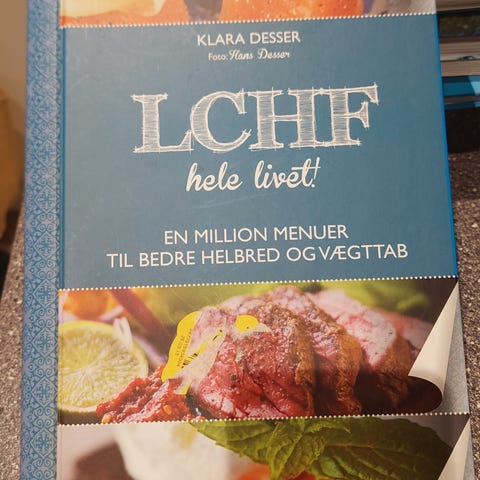 KLARA DESSER
Foto: Hans Desser
LCHF
hele livet!
EN MILLION MENUER
TIL BEDRE HELBRED OG VÆGTTAB